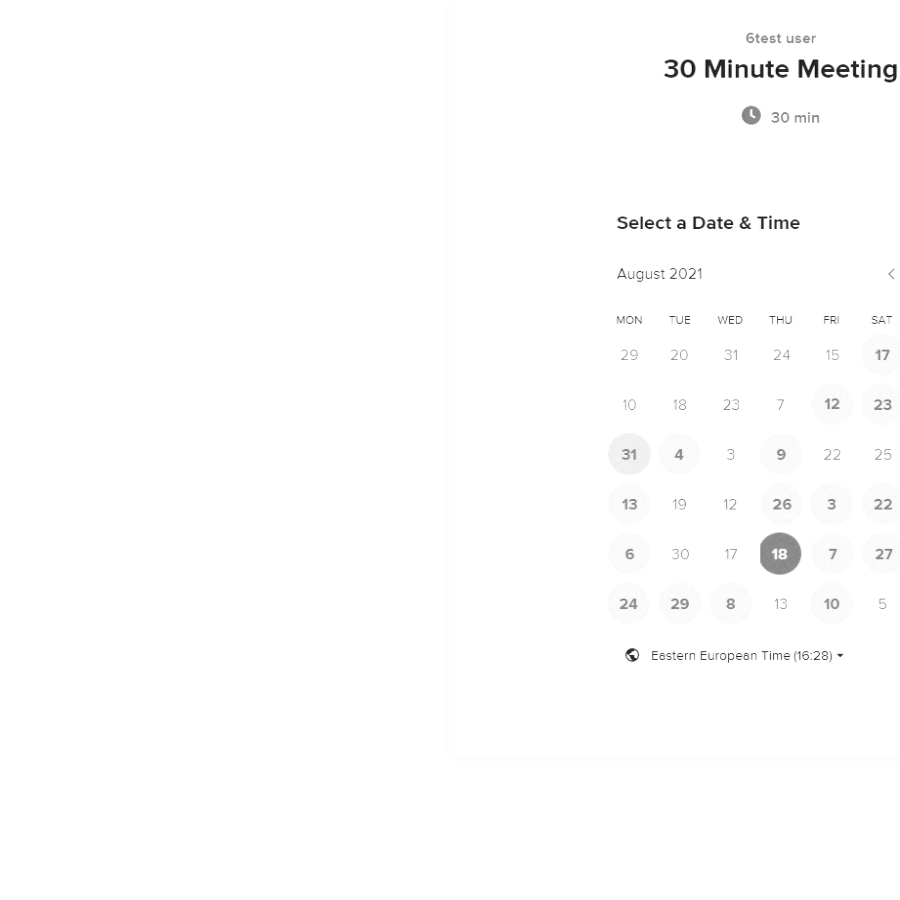 6test user
30 Minute Meeting
30 min
Select a Date & Time
August 2021
MON TUE WED THU FRI SAT
29 20 31 24 15 17
10 18 23 7 12 23
31 4 3 9 22 25
13 19 12 26 3 22
6 30 17 18 7 27
24 29 8 13 10 5
Eastern European Time (16:28)